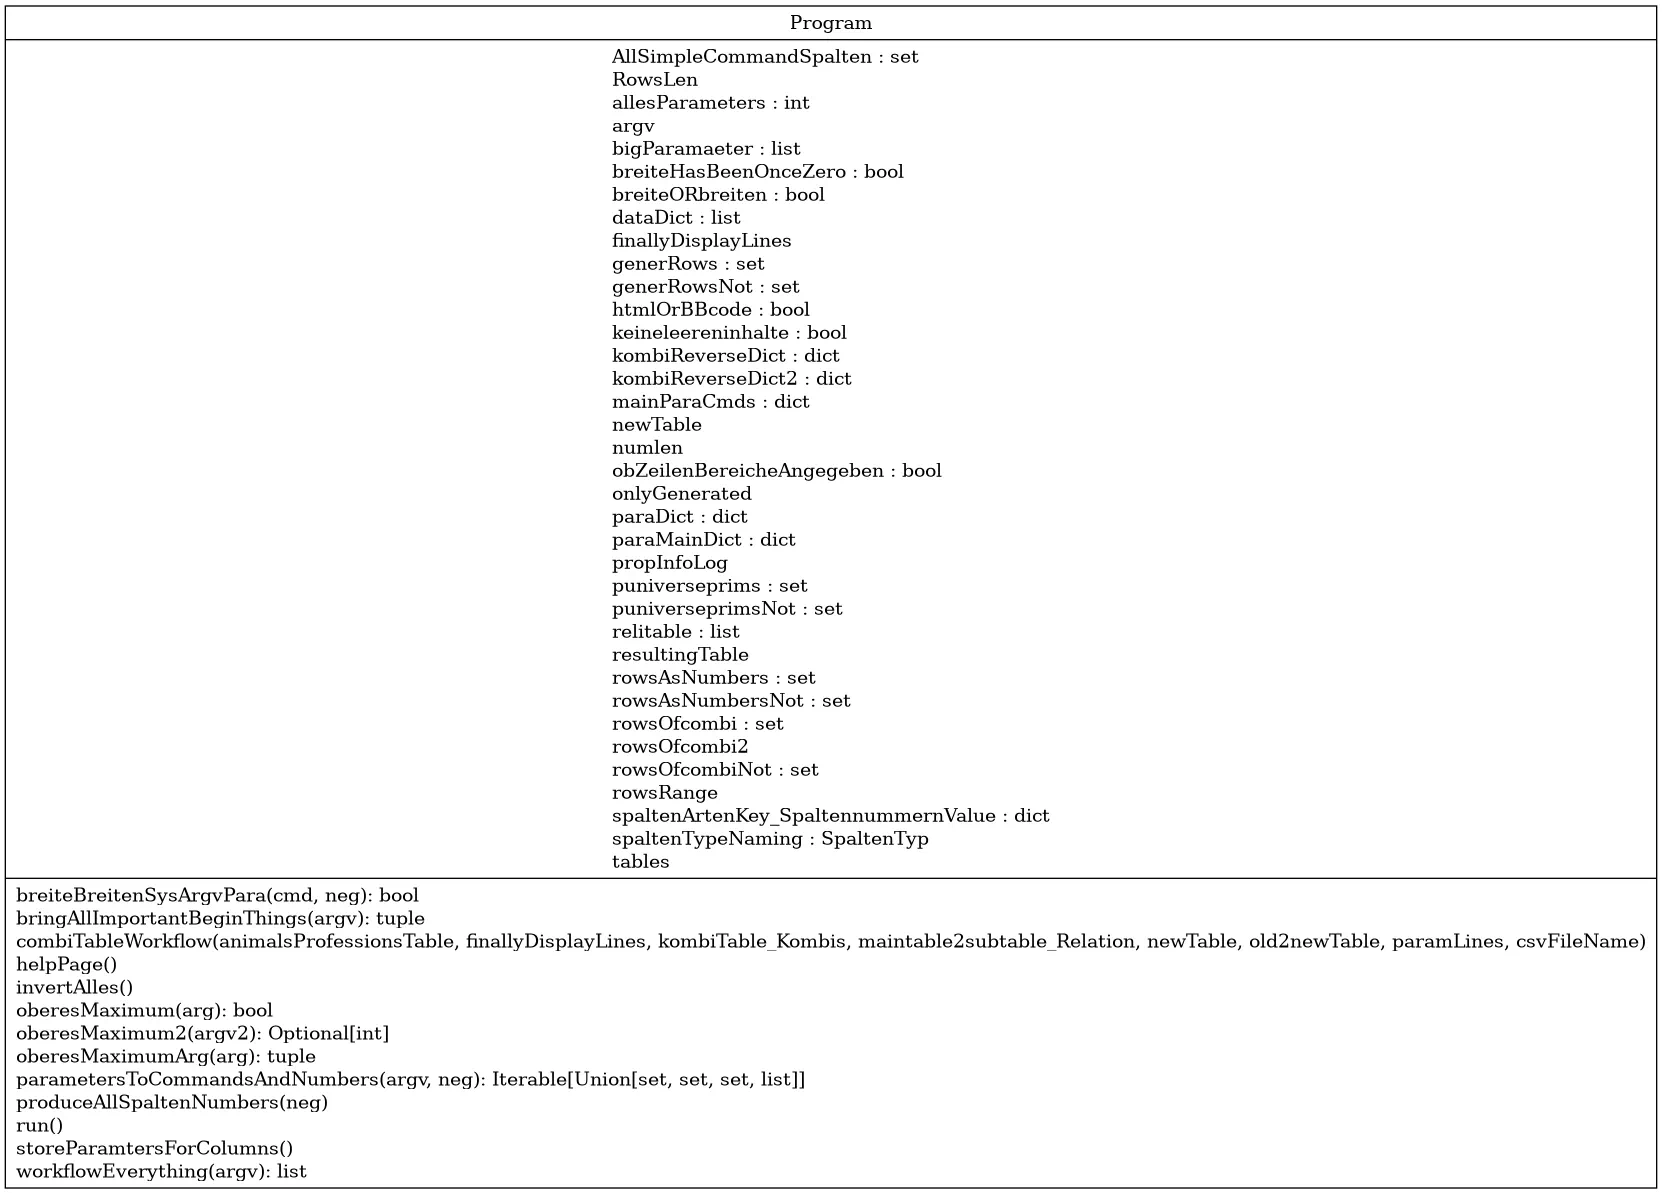 Program
AllSimpleCommandSpalten : set
RowsLen
allesParameters : int
argv
bigParamaeter : list
breiteHasBeenOnceZero : bool
breiteORbreiten : bool
dataDict : list
finallyDisplayLines
generRows : set
generRowsNot : set
htmlOrBBcode : bool
keineleereninhalte : bool
kombiReverseDict : dict
kombiReverseDict2 : dict
mainParaCmds : dict
newTable
numlen
obZeilenBereicheAngegeben : bool
onlyGenerated
paraDict : dict
paraMainDict : dict
propInfoLog
puniverseprims : set
puniverseprimsNot : set
relitable : list
resultingTable
rowsAsNumbers : set
rowsAsNumbersNot : set
rowsOfcombi : set
rowsOfcombi2
rowsOfcombiNot : set
rowsRange
spaltenArtenKey_SpaltennummernValue : dict
spaltenTypeNaming : SpaltenTyp
tables
breiteBreitenSysArgvPara(cmd, neg): bool
bringAllImportantBeginThings(argv): tuple
combiTableWorkflow(animalsProfessionsTable, finallyDisplayLines, kombiTable_Kombis, maintable2subtable_Relation, newTable, old2newTable, paramLines, csvFileName)
helpPage()
invertAlles()
oberesMaximum(arg): bool
oberesMaximum2(argv2): Optional[int]
oberesMaximumArg(arg): tuple
parametersToCommandsAndNumbers(argv, neg): Iterable[Union[set, set, set, list]]
produceAllSpaltenNumbers(neg)
run()
storeParamtersForColumns()
workflowEverything(argv): list